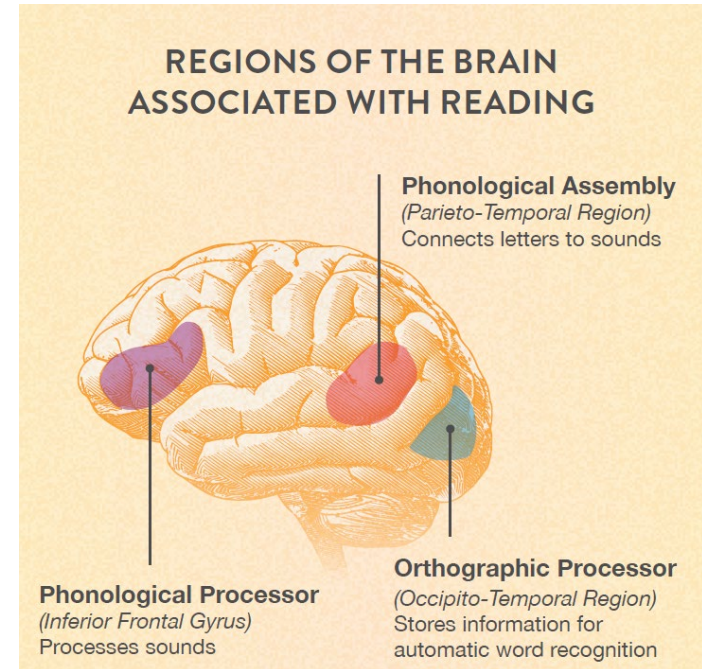 REGIONS OF THE BRAIN
ASSOCIATED WITH READING
Phonological Assembly
(Parieto-Temporal Region)
Connects letters to sounds
Phonological Processor
(Inferior Frontal Gyrus)
Processes sounds
Orthographic Processor
(Occipito-Temporal Region)
Stores information for
automatic word recognition